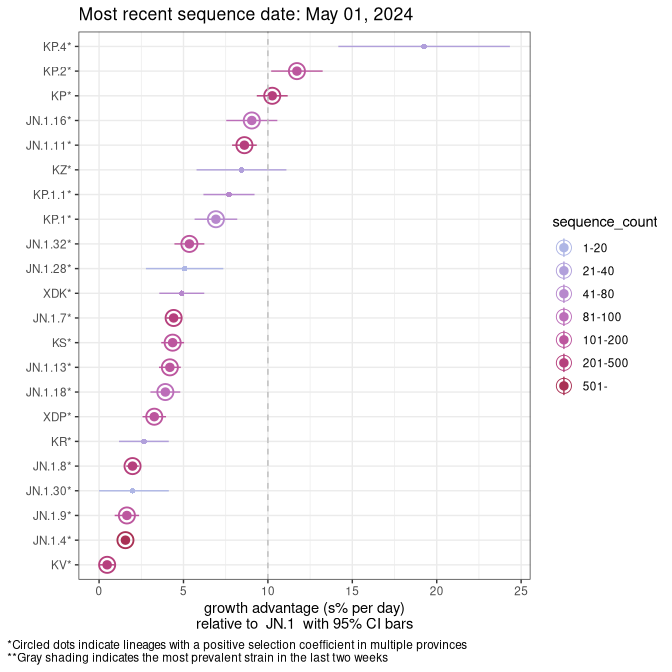 Most recent sequence date: May 01, 2024
KP.4*
KP.2*
KP*
JN.1.16*
JN.1.11*
KZ*
KP.1.1*
KP.1*
JN.1.32*
JN.1.28*
XDK*
JN.1.7*
KS*
JN.1.13*
JN.1.18*
XDP*
KR*
JN.1.8*
JN.1.30*
JN.1.9*
JN.1.4*
KV*
0 5 10 15 20 25
growth advantage (s% per day)
relative to JN.1 with 95% CI bars
sequence_count
1-20
21-40
41-80
81-100
101-200
201-500
501-
*Circled dots indicate lineages with a positive selection coefficient in multiple provinces
**Gray shading indicates the most prevalent strain in the last two weeks